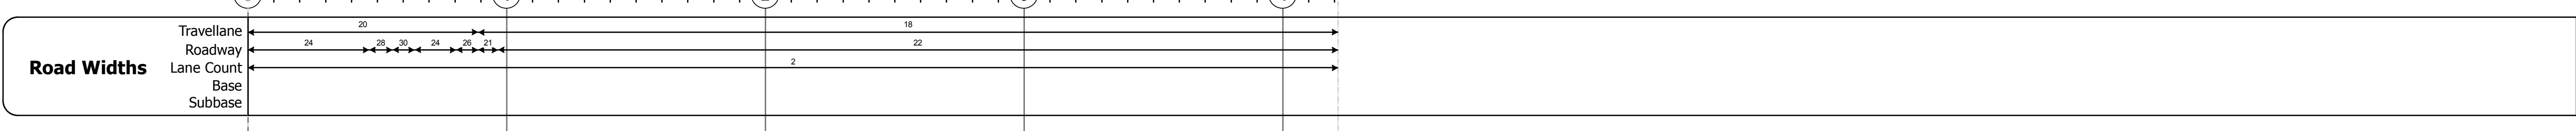 20 18
Travellane
24 28 30 24 26 21 22
Roadway
Road Widths
Lane Count 2
Base
Subbase